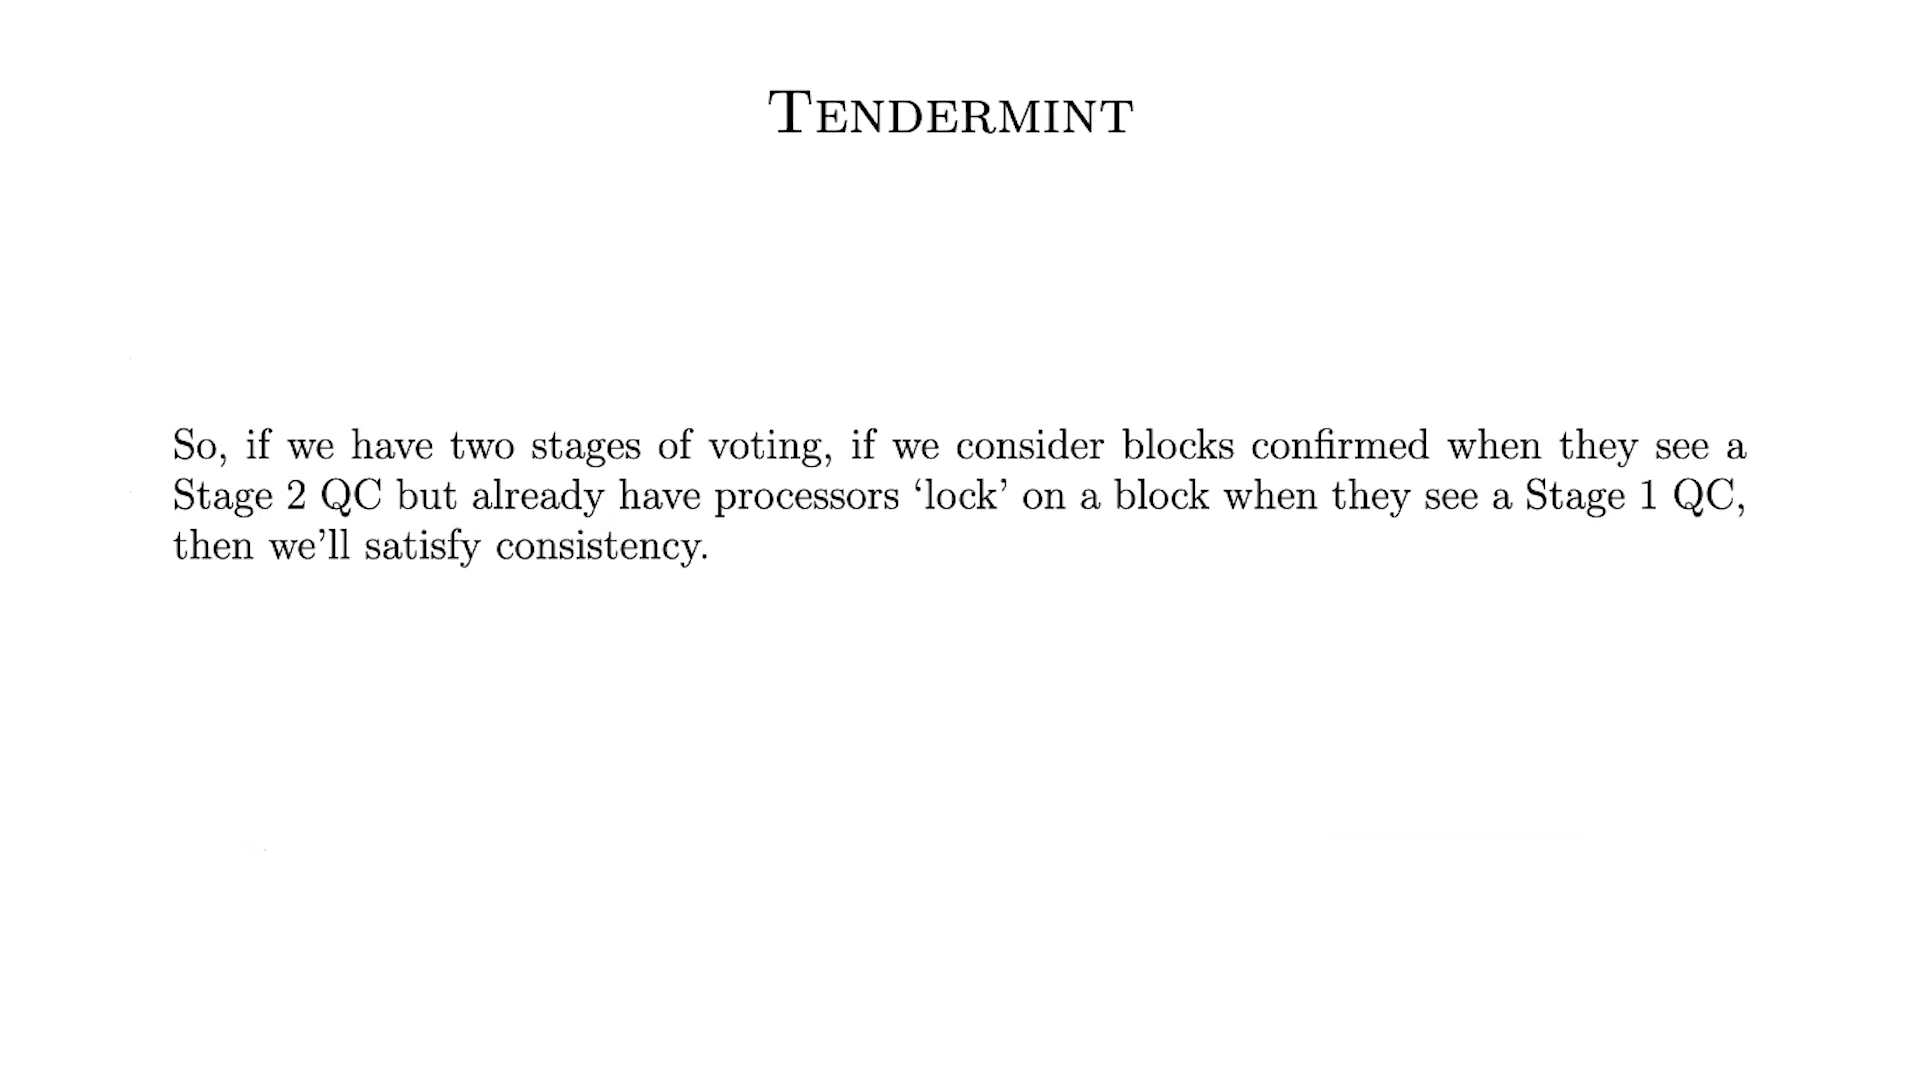 TENDERMINT
So, if we have two stages of voting, if we consider blocks confirmed when they see a
Stage 2 QC but already have processors ‘lock’ on a block when they see a Stage 1 QC,
then we’ll satisfy consistency.